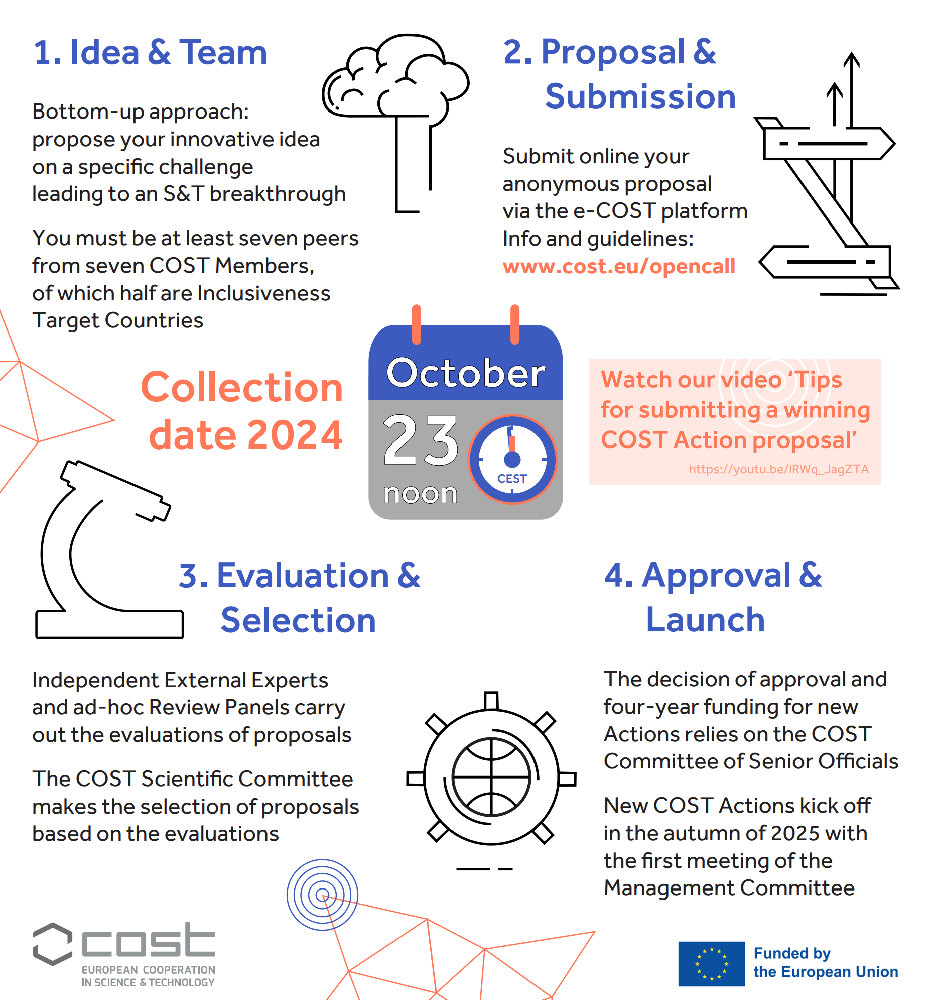 1. Idea & Team
Bottom-up approach:
propose your innovative idea
on a specific challenge
leading to an S&T breakthrough
You must be at least seven peers
from seven COST Members,
of which half are Inclusiveness
Target Countries
2. Proposal &
Submission
Submit online your
anonymous proposal
via the e-COST platform
Info and guidelines:
www.cost.eu/opencall
Collection
date 2024
October
23
noon
CEST
Watch our video ‘Tips
for submitting a winning
COST Action proposal’
https://youtu.be/IRWq_JagZTA
3. Evaluation &
Selection
Independent External Experts
and ad-hoc Review Panels carry
out the evaluations of proposals
The COST Scientific Committee
makes the selection of proposals
based on the evaluations
4. Approval &
Launch
The decision of approval and
four-year funding for new
Actions relies on the COST
Committee of Senior Officials
New COST Actions kick off
in the autumn of 2025 with
the first meeting of the
Management Committee
cost
EUROPEAN COOPERATION
IN SCIENCE & TECHNOLOGY
Funded by
the European Union